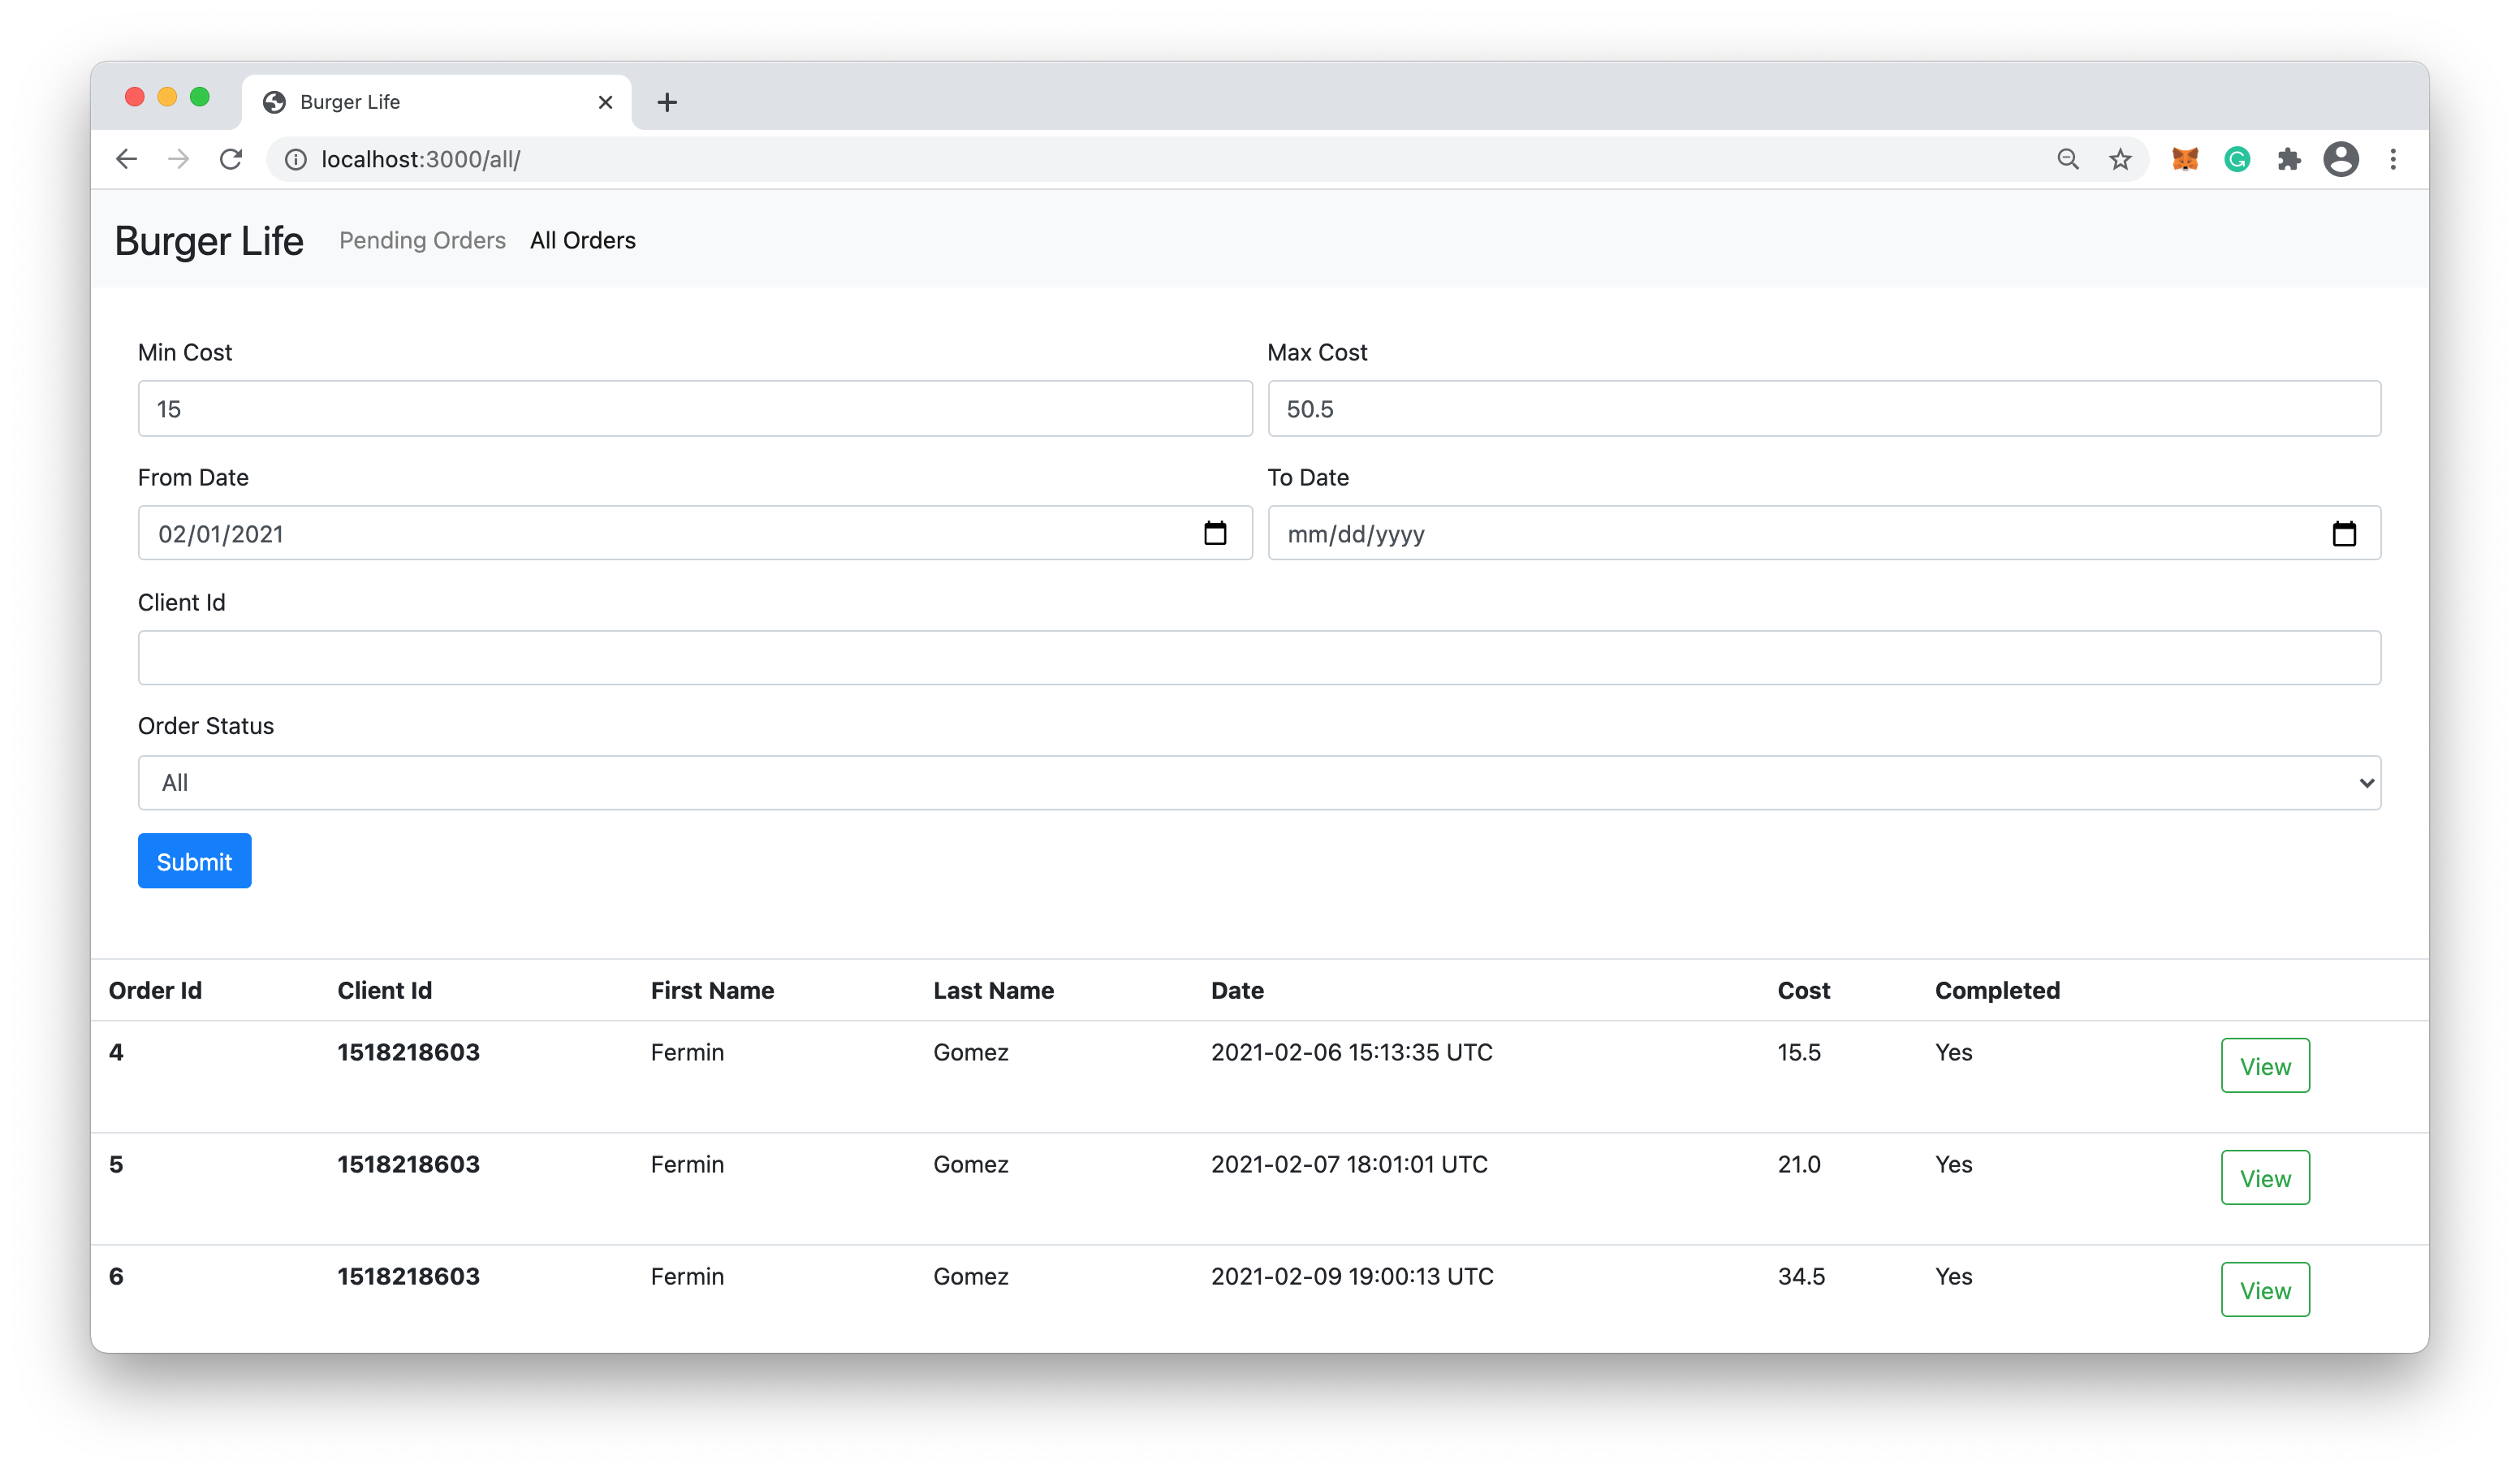 Burger Life
localhost:3000/all/
Burger Life Pending Orders All Orders
Min Cost Max Cost
15 50.5
From Date To Date
02/01/2021 mm/dd/yyyy
Client Id
Order Status
All
Submit
Order Id Client Id First Name Last Name Date Cost Completed
4 1518218603 Fermin Gomez 2021-02-06 15:13:35 UTC 15.5 Yes View
5 1518218603 Fermin Gomez 2021-02-07 18:01:01 UTC 21.0 Yes View
6 1518218603 Fermin Gomez 2021-02-09 19:00:13 UTC 34.5 Yes View